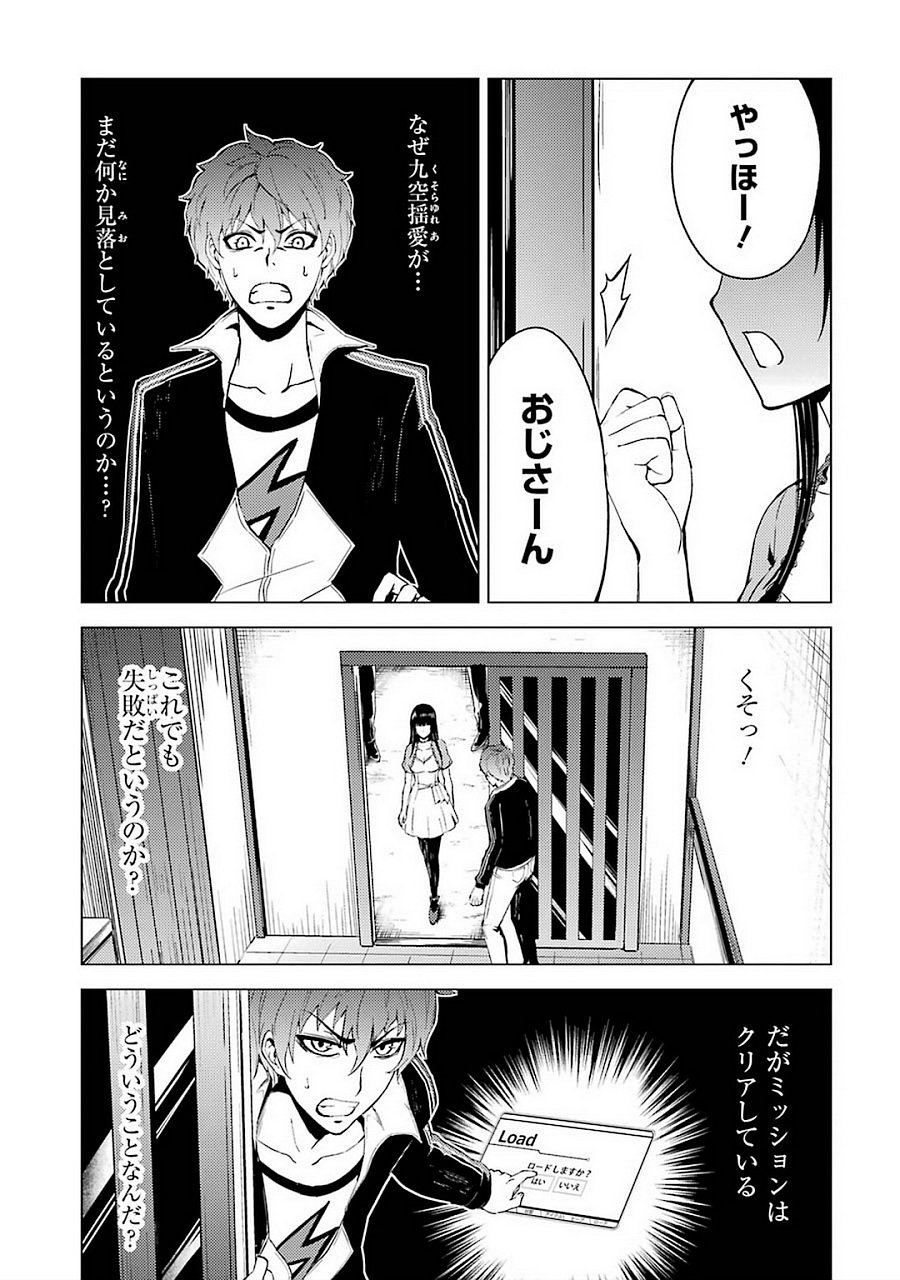 やっほー！
おじさーん
なぜ九空揺愛が…
まだ何か見落としているというのか…？
くそっ！
これでも
失敗だというのか？
だがミッションは
クリアしている
Load
ロードしますか？
はい
いいえ
どういうことなんだ？